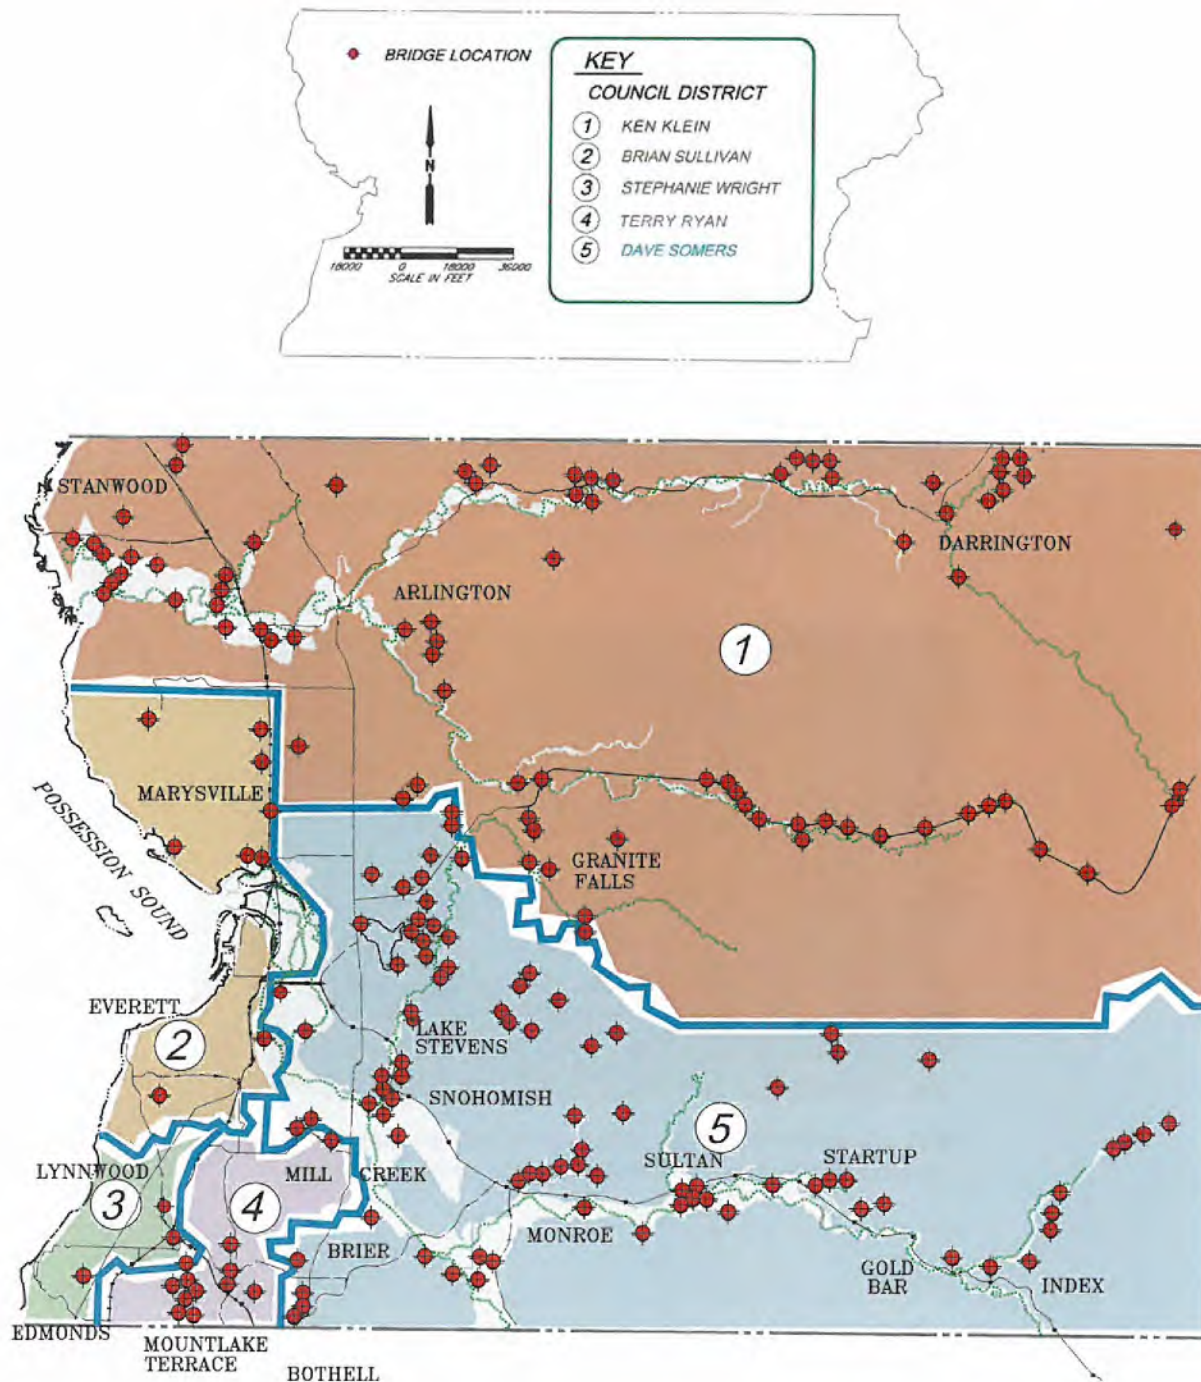 BRIDGE LOCATION
N
18000 0 18000 36000
SCALE IN FEET
KEY
COUNCIL DISTRICT
1 KEN KLEIN
2 BRIAN SULLIVAN
3 STEPHANIE WRIGHT
4 TERRY RYAN
5 DAVE SOMERS
STANWOOD
DARRINGTON
ARLINGTON
1
MARYSVILLE
POSSESSION SOUND
GRANITE
FALLS
EVERETT
2
LAKE
STEVENS
SNOHOMISH
5
LYNNWOOD
MILL CREEK
SULTAN
STARTUP
3
4
MONROE
BRIER
GOLD
BAR
INDEX
EDMONDS
MOUNTLAKE
TERRACE
BOTHELL